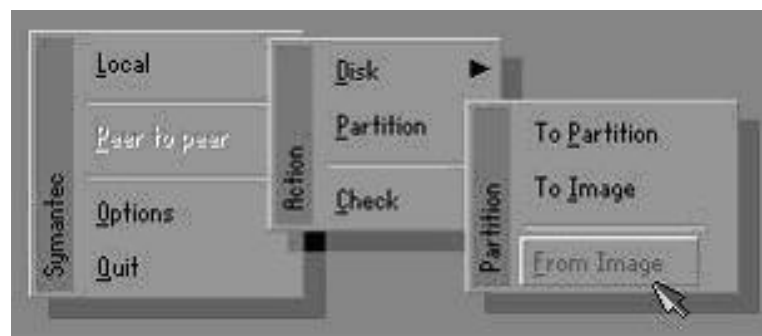 Symantec
Local
Peer to peer
Options
Quit
Action
Disk
Partition
Check
Partition
To Partition
To Image
From Image